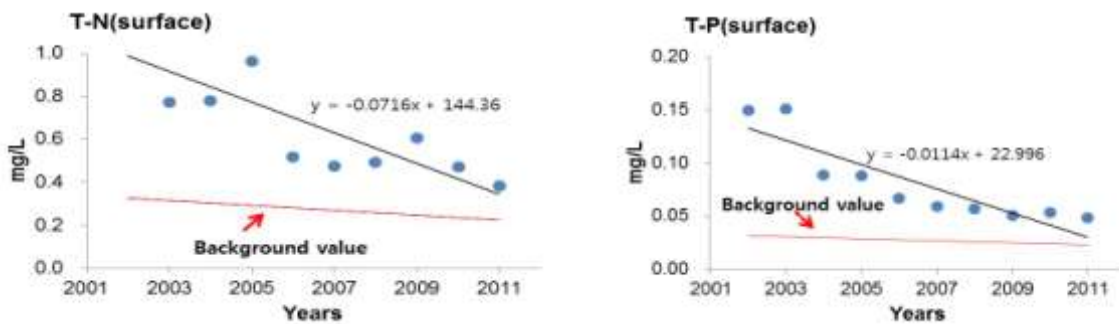 T-N(surface)
1.0
0.8
0.6
0.4
0.2
0.0
mg/L
y = -0.0716x + 144.36
Background value
2001 2003 2005 2007 2009 2011
Years
T-P(surface)
0.20
0.15
0.10
0.05
0.00
mg/L
y = -0.0114x + 22.996
Background value
2001 2003 2005 2007 2009 2011
Years